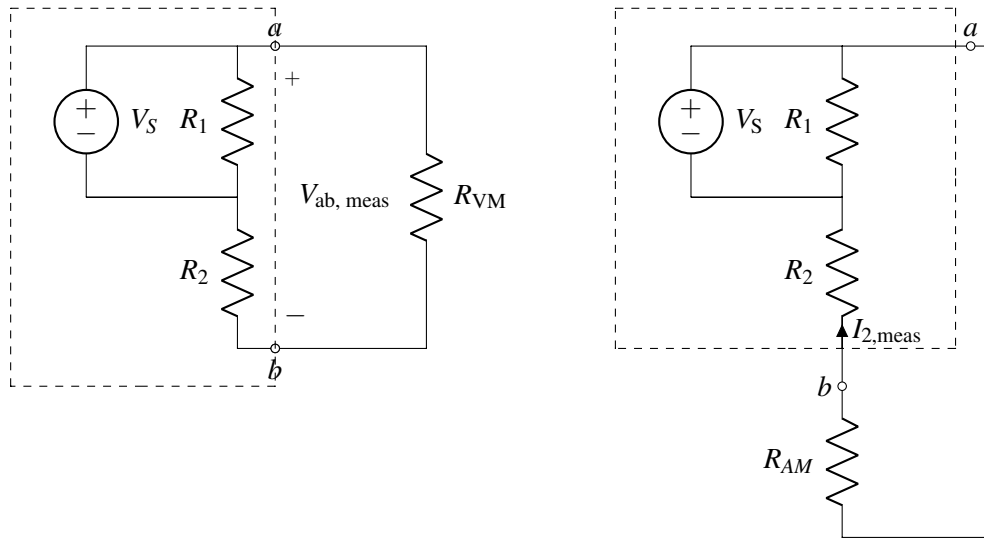 a
+
+
−
V_S
R_1
V_ab, meas
R_VM
R_2
−
b
a
+
−
V_S
R_1
R_2
I_2,meas
b
R_AM